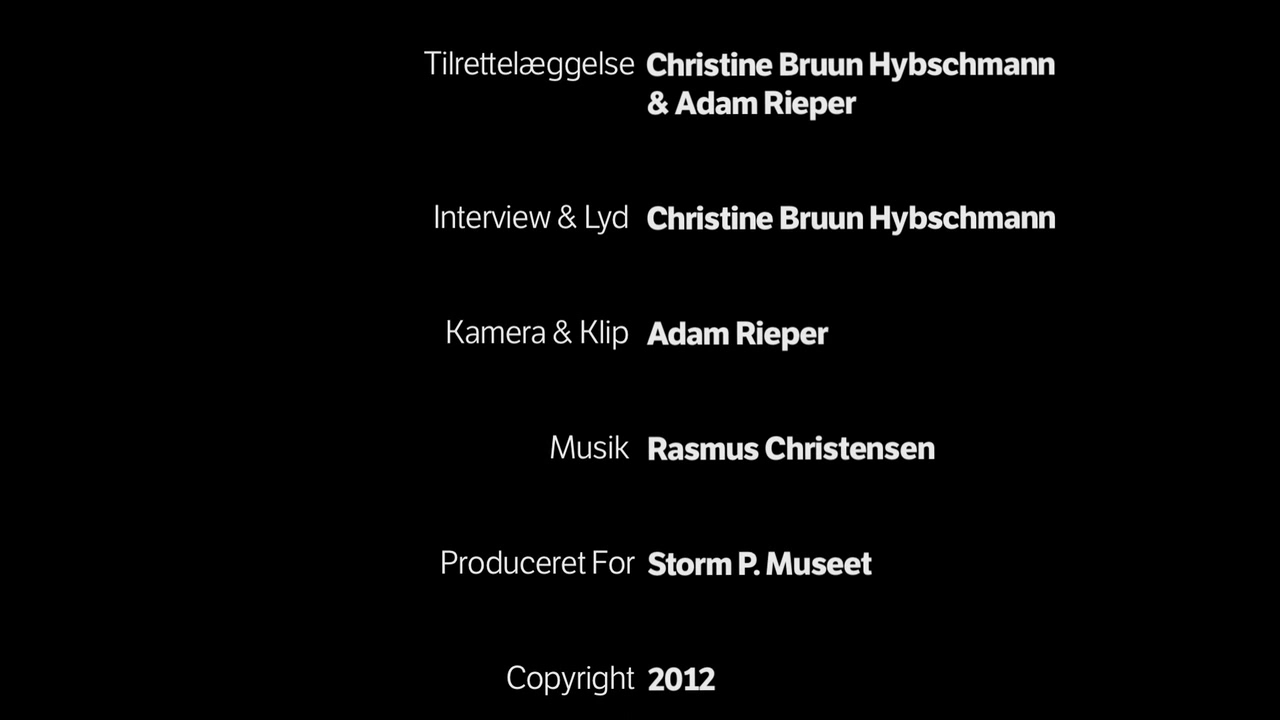 Tilrettelæggelse Christine Bruun Hybschmann
& Adam Rieper
Interview & Lyd Christine Bruun Hybschmann
Kamera & Klip Adam Rieper
Musik Rasmus Christensen
Produceret For Storm P. Museet
Copyright 2012